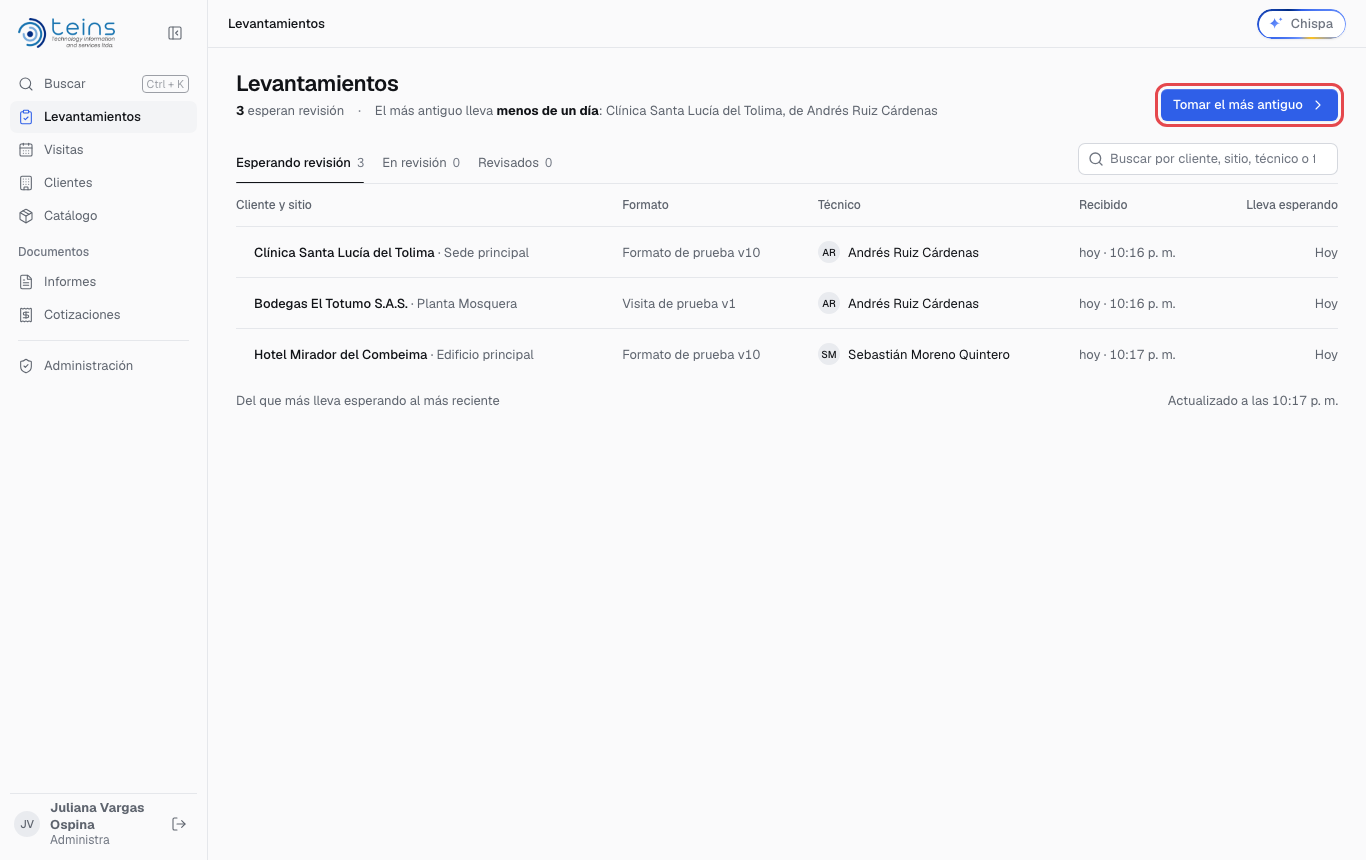 teins
Technology information
and services ltda.
Buscar
Ctrl + K
Levantamientos
Visitas
Clientes
Catálogo
Documentos
Informes
Cotizaciones
Administración
JV
Juliana Vargas
Ospina
Administra
Levantamientos
Chispa
Levantamientos
3 esperan revisión · El más antiguo lleva menos de un día: Clínica Santa Lucía del Tolima, de Andrés Ruiz Cárdenas
Tomar el más antiguo
Esperando revisión 3 En revisión 0 Revisados 0
Buscar por cliente, sitio, técnico o f
Cliente y sitio Formato Técnico Recibido Lleva esperando
Clínica Santa Lucía del Tolima · Sede principal Formato de prueba v10 AR Andrés Ruiz Cárdenas hoy · 10:16 p. m. Hoy
Bodegas El Totumo S.A.S. · Planta Mosquera Visita de prueba v1 AR Andrés Ruiz Cárdenas hoy · 10:16 p. m. Hoy
Hotel Mirador del Combeima · Edificio principal Formato de prueba v10 SM Sebastián Moreno Quintero hoy · 10:17 p. m. Hoy
Del que más lleva esperando al más reciente Actualizado a las 10:17 p. m.